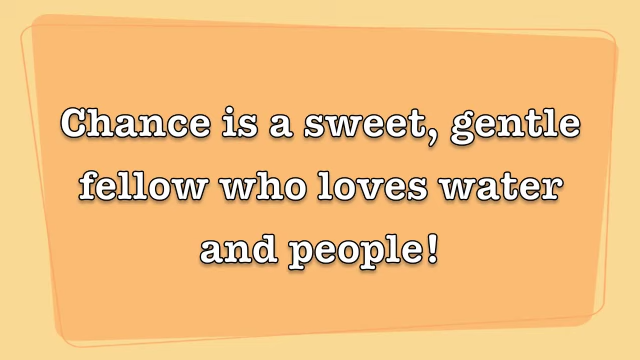 Chance is a sweet, gentle
fellow who loves water
and people!